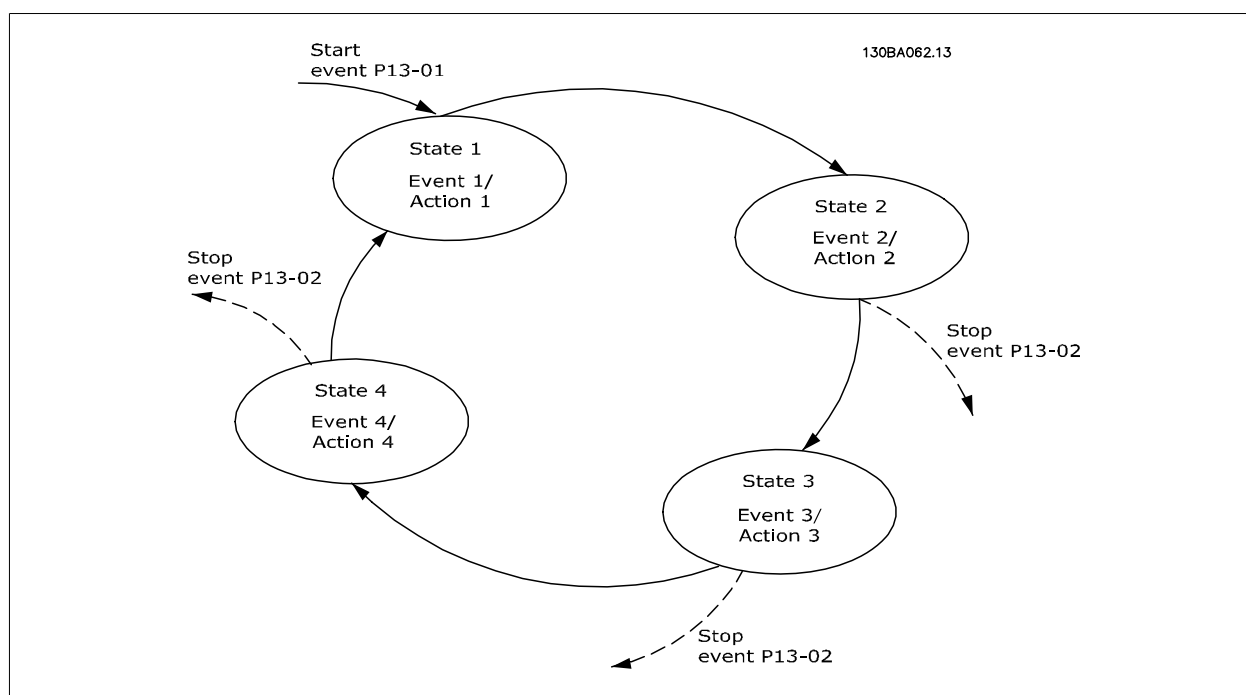 Start
event P13-01
130BA062.13
State 1
Event 1/
Action 1
State 2
Event 2/
Action 2
Stop
event P13-02
Stop
event P13-02
State 4
Event 4/
Action 4
State 3
Event 3/
Action 3
Stop
event P13-02